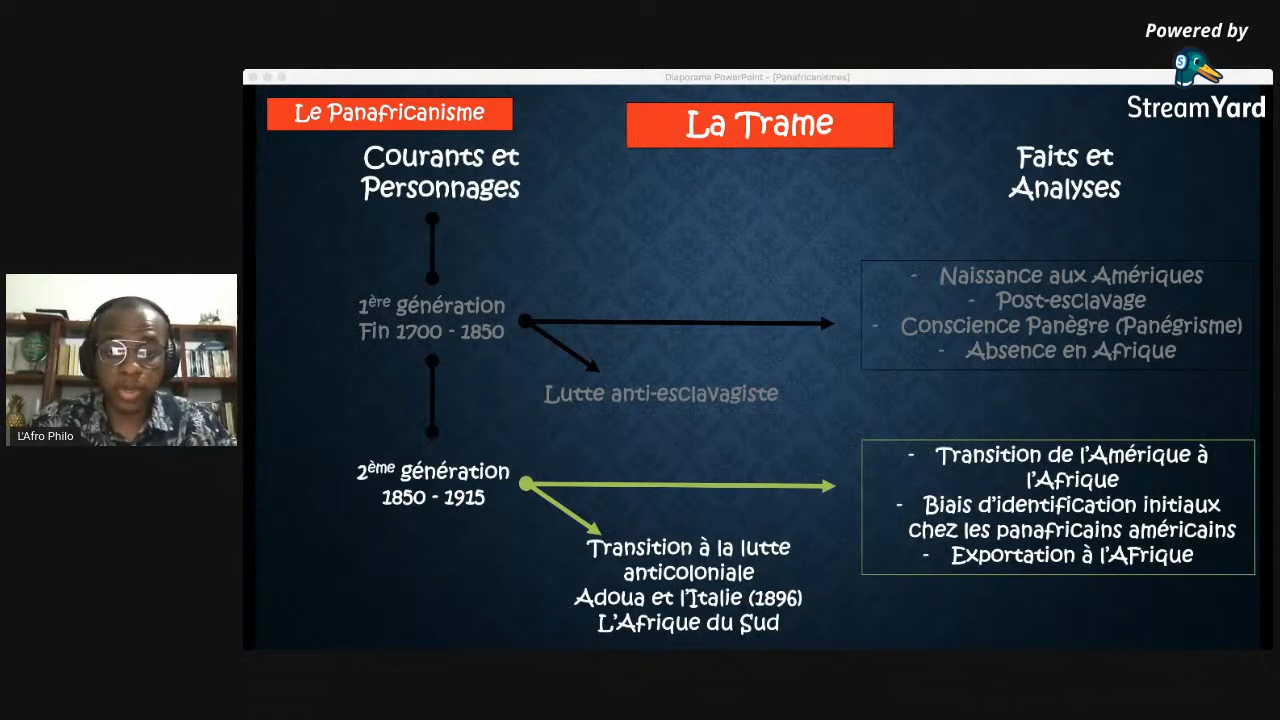 Powered by
StreamYard
Diaporama PowerPoint - [Panafricanismes]
Le Panafricanisme
La Trame
Courants et
Personnages
Faits et
Analyses
1ère génération
Fin 1700 - 1850
- Naissance aux Amériques
- Post-esclavage
- Conscience Panègre (Panégrisme)
- Absence en Afrique
Lutte anti-esclavagiste
2ème génération
1850 - 1915
- Transition de l'Amérique à
l'Afrique
- Biais d'identification initiaux
chez les panafricains américains
- Exportation à l'AFrique
Transition à la lutte
anticoloniale
Adoua et l'Italie (1896)
L'Afrique du Sud
L'Afro Philo